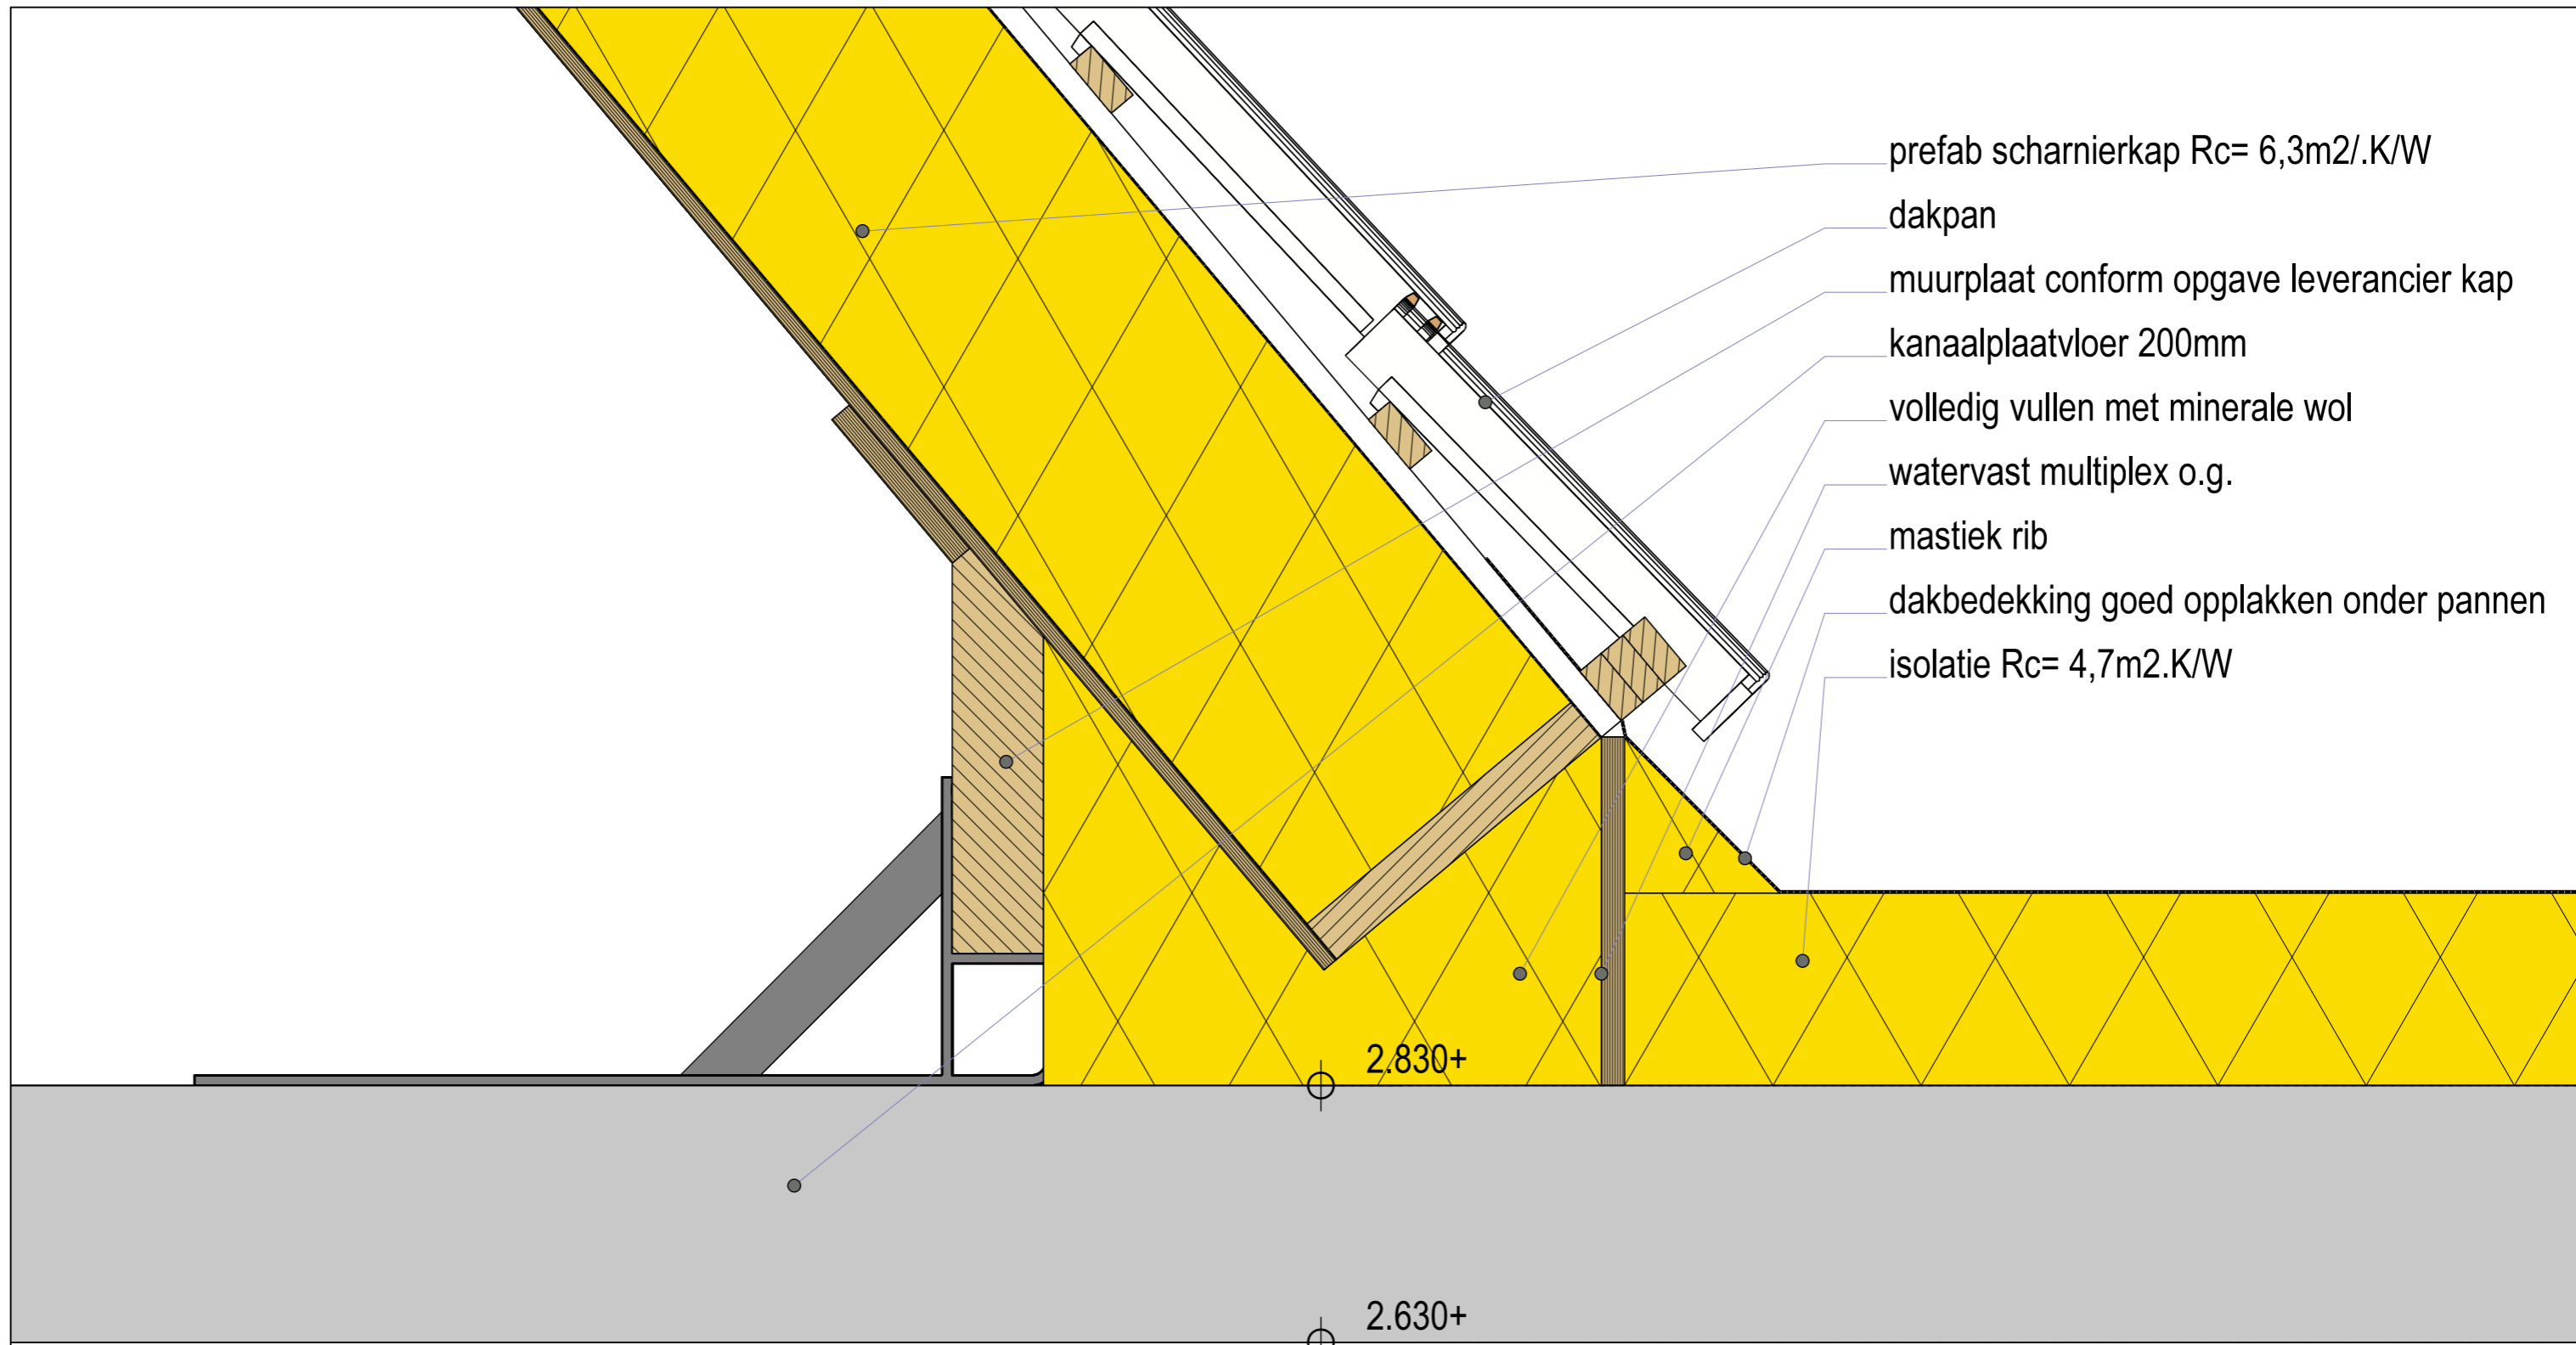 prefab scharnierkap Rc= 6,3m2/.K/W
dakpan
muurplaat conform opgave leverancier kap
kanaalplaatvloer 200mm
volledig vullen met minerale wol
watervast multiplex o.g.
mastiek rib
dakbedekking goed opplakken onder pannen
isolatie Rc= 4,7m2.K/W
2.830+
2.630+